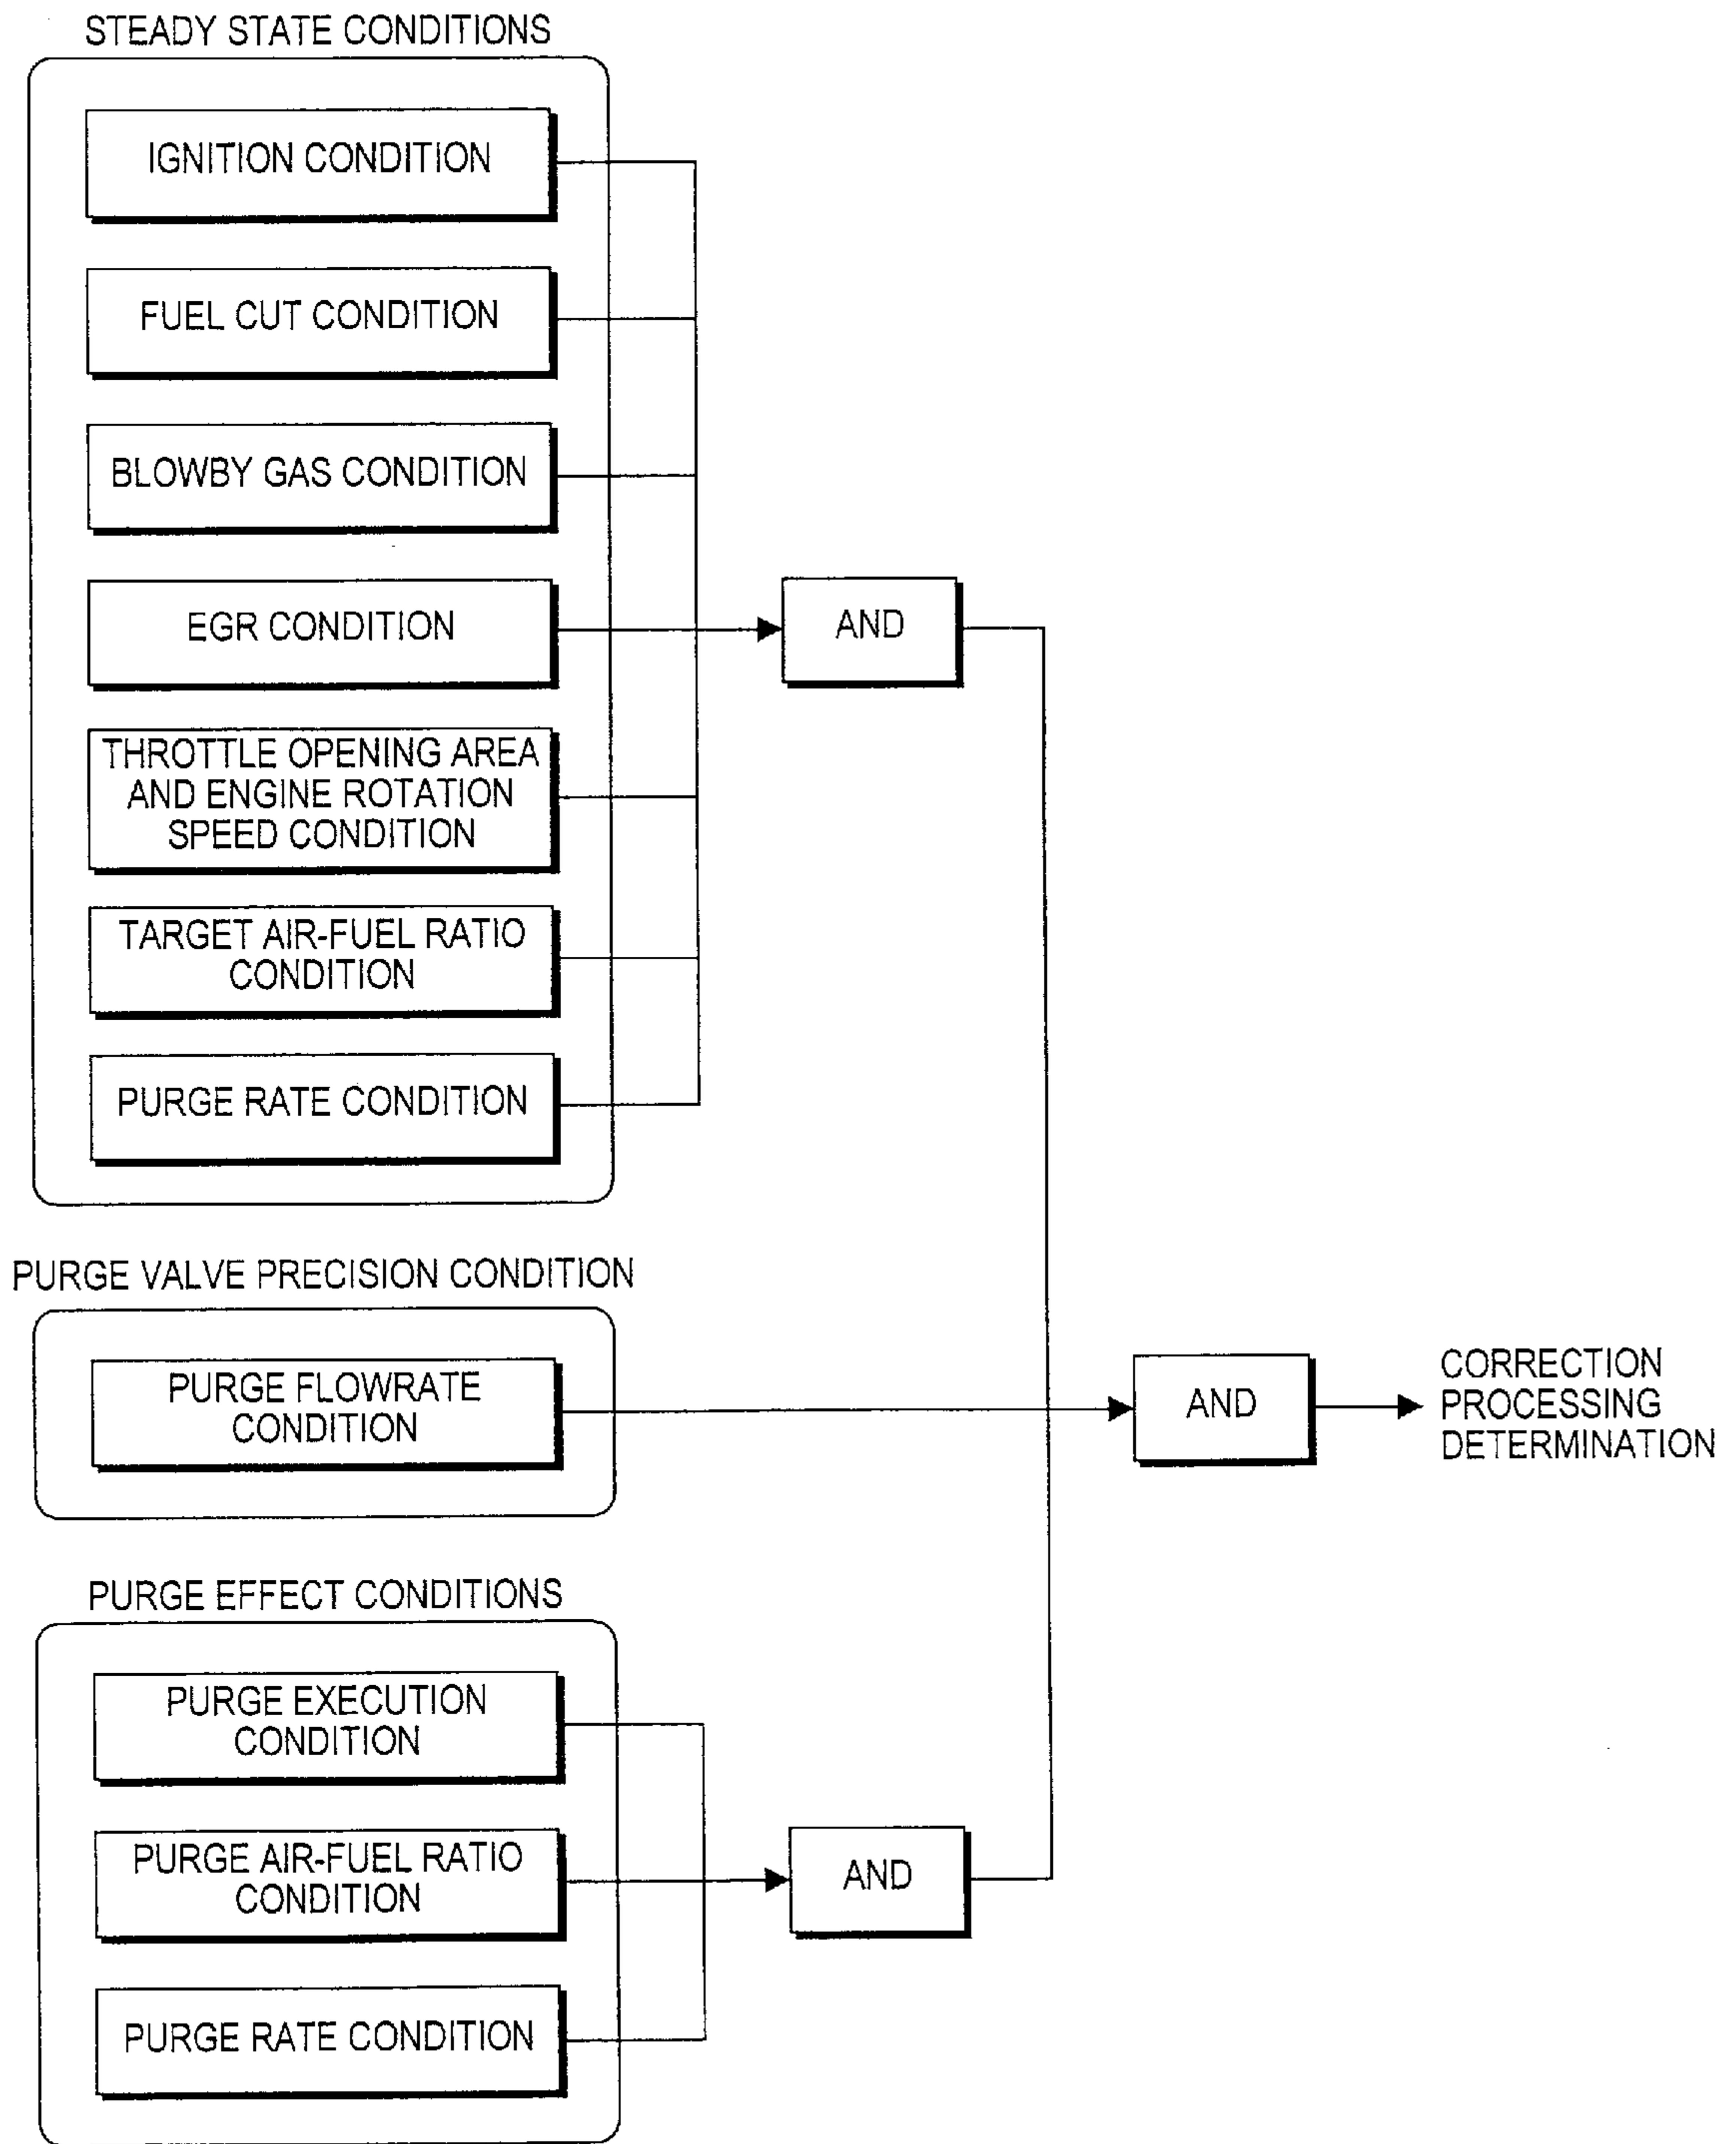 STEADY STATE CONDITIONS
IGNITION CONDITION
FUEL CUT CONDITION
BLOWBY GAS CONDITION
EGR CONDITION
AND
THROTTLE OPENING AREA
AND ENGINE ROTATION
SPEED CONDITION
TARGET AIR-FUEL RATIO
CONDITION
PURGE RATE CONDITION
PURGE VALVE PRECISION CONDITION
PURGE FLOWRATE
CONDITION
AND
CORRECTION
PROCESSING
DETERMINATION
PURGE EFFECT CONDITIONS
PURGE EXECUTION
CONDITION
PURGE AIR-FUEL RATIO
CONDITION
AND
PURGE RATE CONDITION